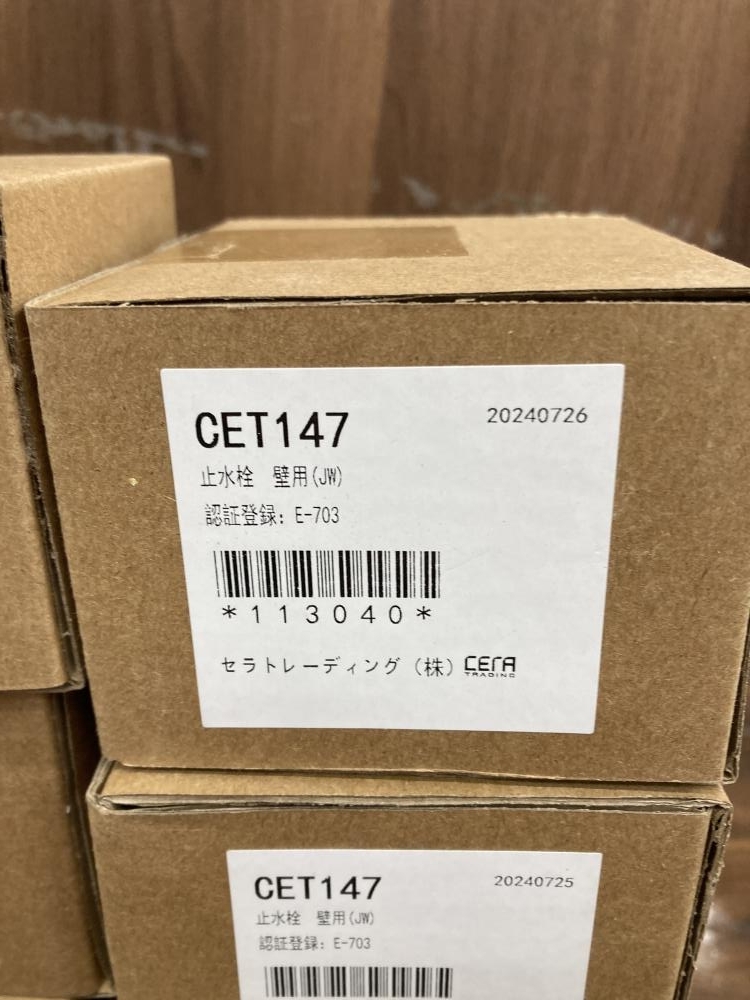 CET147 20240726
止水栓 壁用(JW)
認証登録: E-703
*113040*
セラトレーディング (株) CERA TRADING
CET147 20240725
止水栓 壁用(JW)
認証登録: E-703